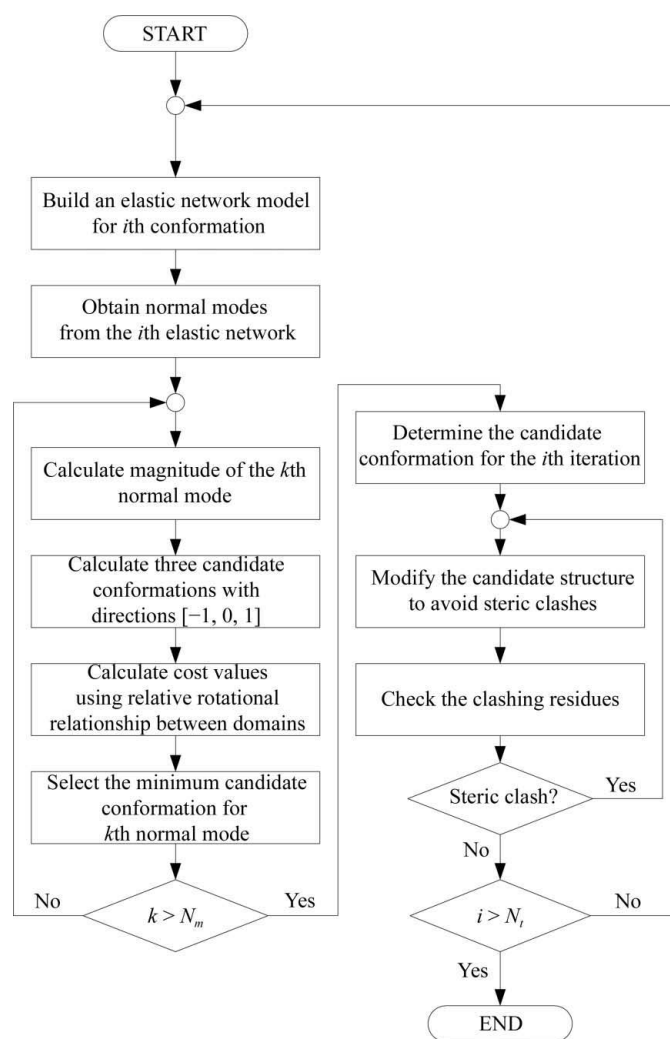 START
Build an elastic network model
for ith conformation
Obtain normal modes
from the ith elastic network
Calculate magnitude of the kth
normal mode
Calculate three candidate
conformations with
directions [−1, 0, 1]
Calculate cost values
using relative rotational
relationship between domains
Select the minimum candidate
conformation for
kth normal mode
No
k > Nm
Yes
Determine the candidate
conformation for the ith iteration
Modify the candidate structure
to avoid steric clashes
Check the clashing residues
Steric clash?
Yes
No
i > Nt
No
Yes
END